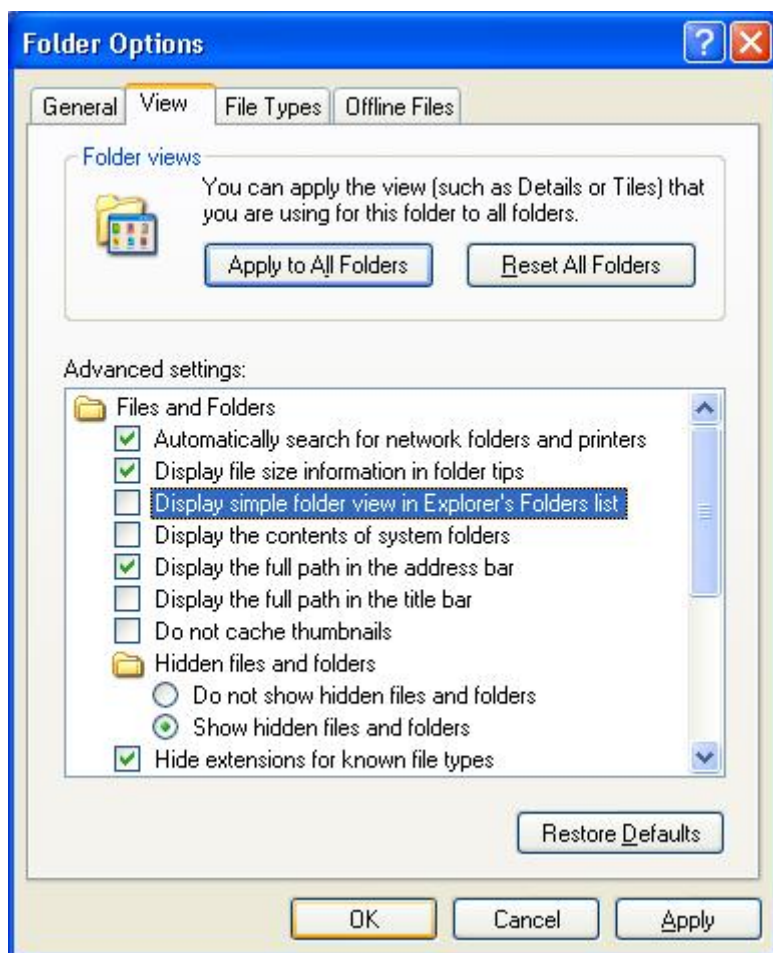 Folder Options
General View File Types Offline Files
Folder views
You can apply the view (such as Details or Tiles) that
you are using for this folder to all folders.
Apply to All Folders Reset All Folders
Advanced settings:
Files and Folders
Automatically search for network folders and printers
Display file size information in folder tips
Display simple folder view in Explorer's Folders list
Display the contents of system folders
Display the full path in the address bar
Display the full path in the title bar
Do not cache thumbnails
Hidden files and folders
Do not show hidden files and folders
Show hidden files and folders
Hide extensions for known file types
Restore Defaults
OK Cancel Apply